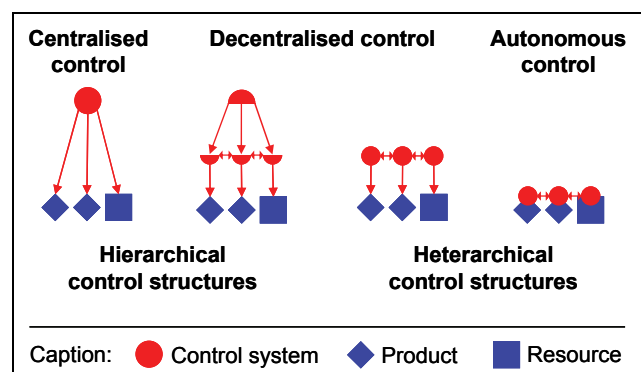 Centralised
control
Decentralised control
Autonomous
control
Hierarchical
control structures
Heterarchical
control structures
Caption: Control system Product Resource